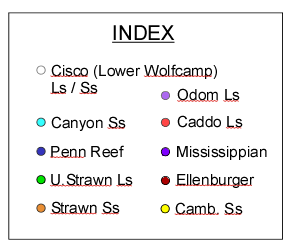 INDEX
Cisco (Lower Wolfcamp)
Ls / Ss
Odom Ls
Canyon Ss
Caddo Ls
Penn Reef
Mississippian
U.Strawn Ls
Ellenburger
Strawn Ss
Camb. Ss